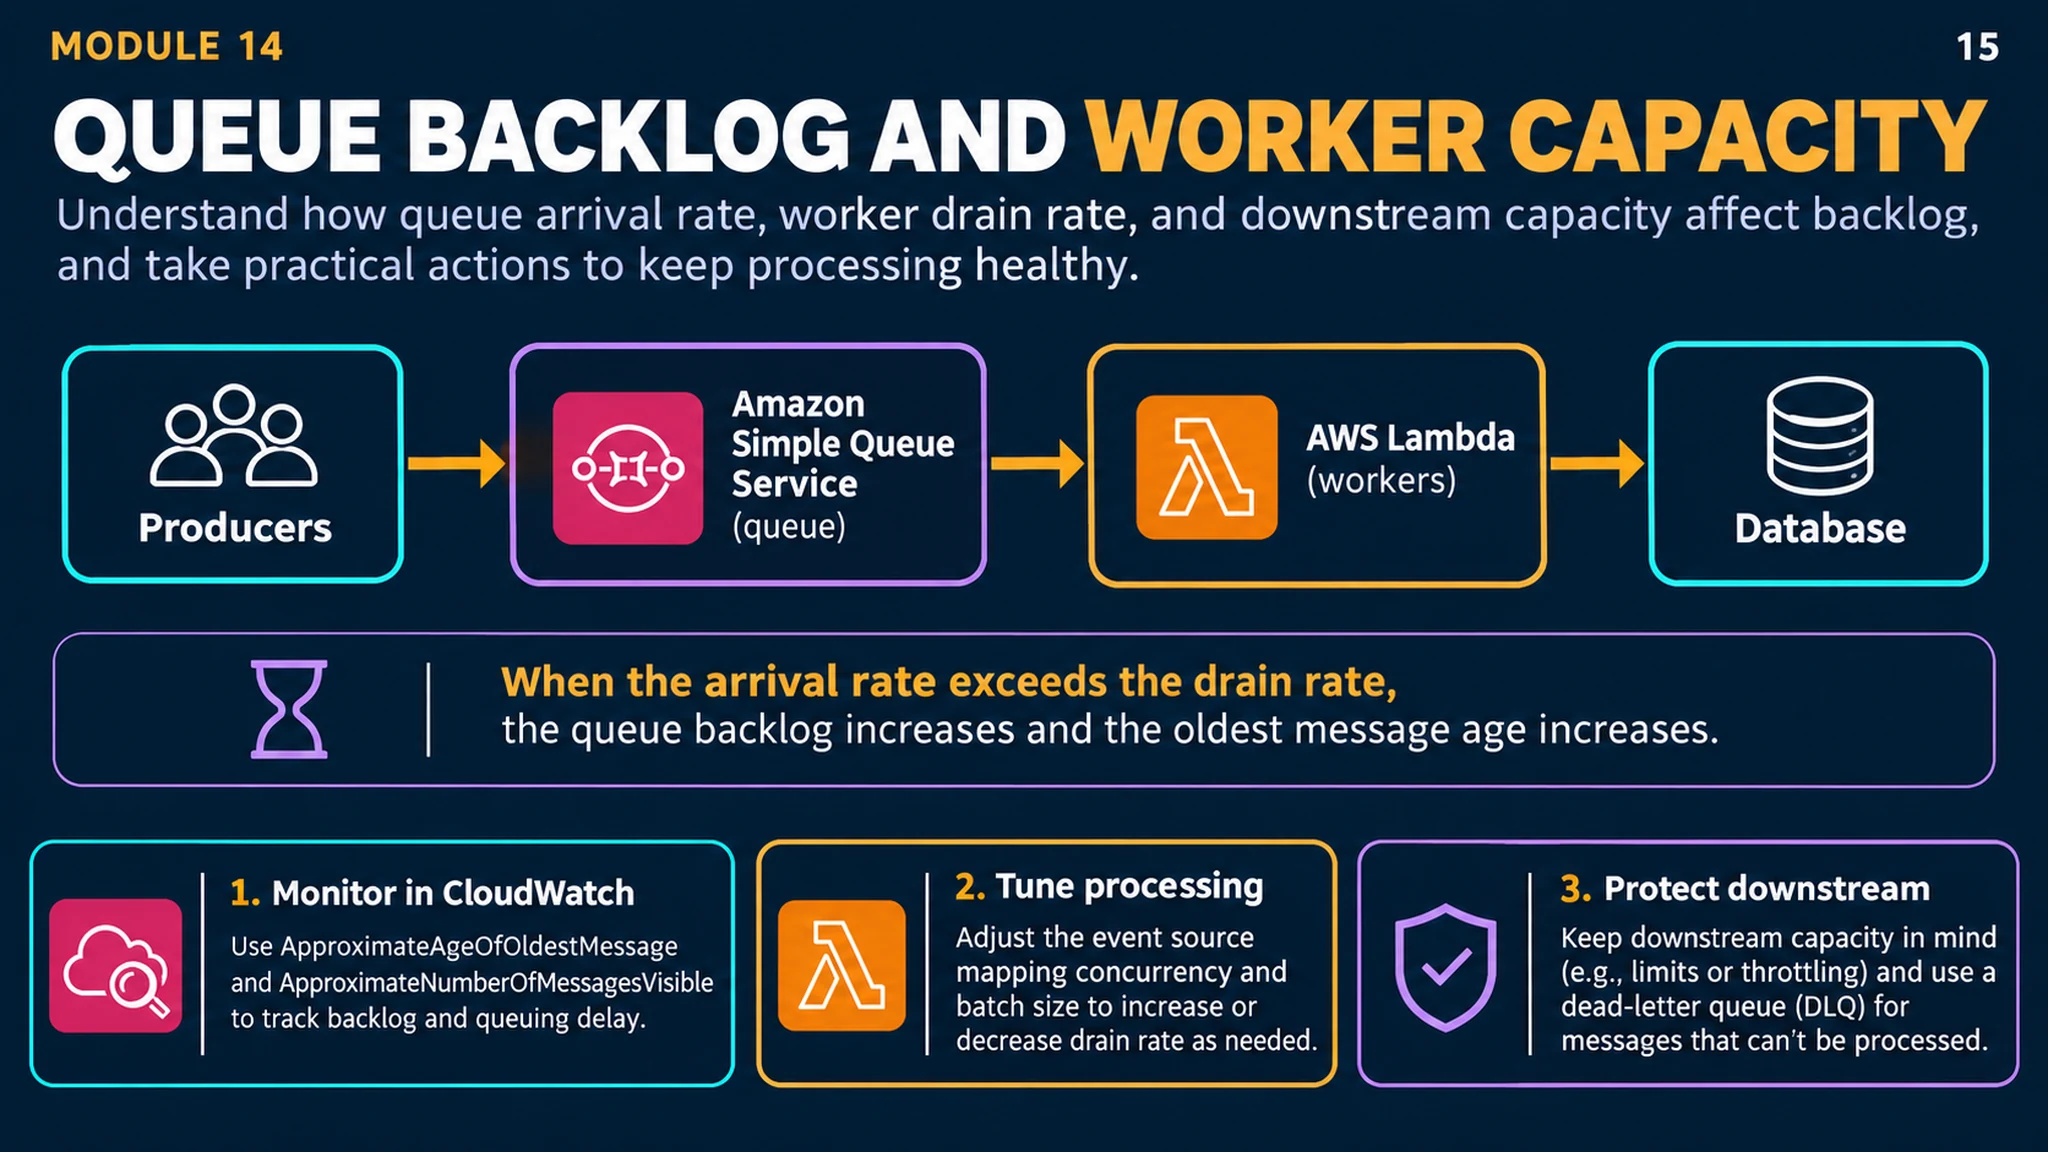 MODULE 14
15
QUEUE BACKLOG AND WORKER CAPACITY
Understand how queue arrival rate, worker drain rate, and downstream capacity affect backlog,
and take practical actions to keep processing healthy.
Producers
Amazon
Simple Queue
Service
(queue)
AWS Lambda
(workers)
Database
When the arrival rate exceeds the drain rate,
the queue backlog increases and the oldest message age increases.
1. Monitor in CloudWatch
Use ApproximateAgeOfOldestMessage
and ApproximateNumberOfMessagesVisible
to track backlog and queuing delay.
2. Tune processing
Adjust the event source
mapping concurrency and
batch size to increase or
decrease drain rate as needed.
3. Protect downstream
Keep downstream capacity in mind
(e.g., limits or throttling) and use a
dead-letter queue (DLQ) for
messages that can't be processed.